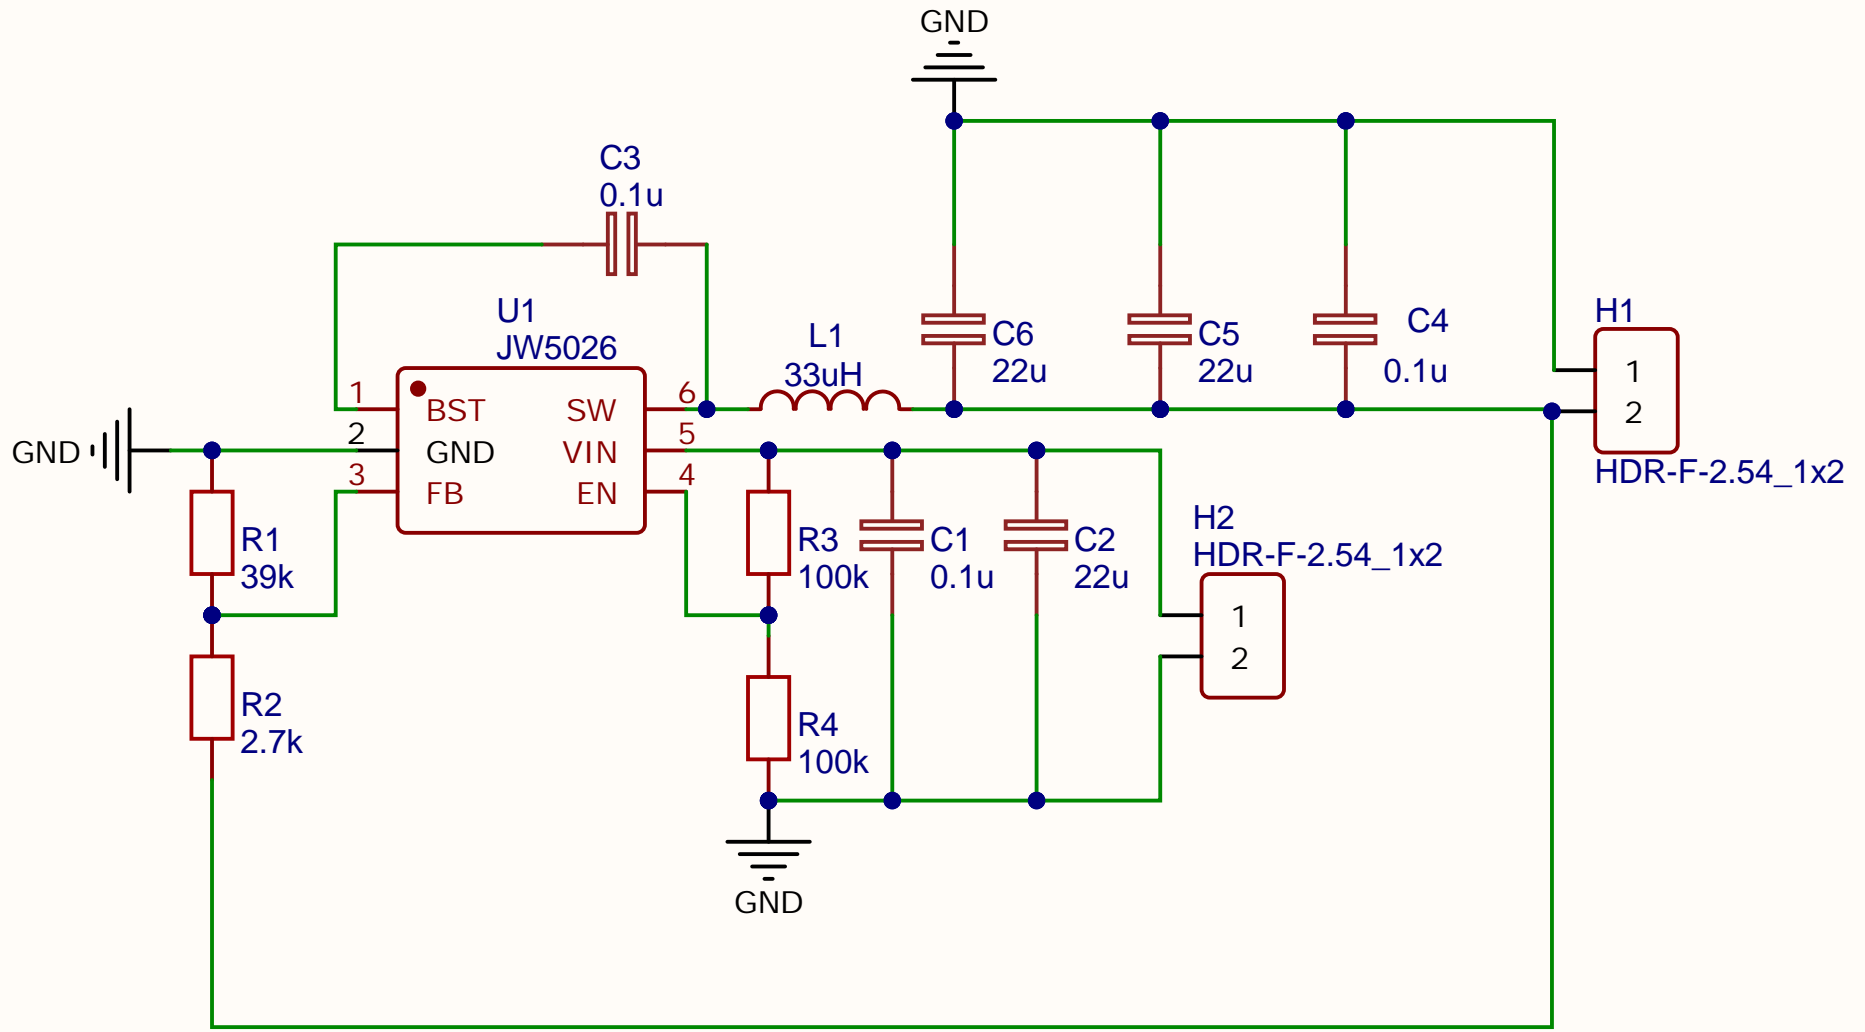 GND
C3
0.1u
U1
JW5026
L1
33uH
C6
22u
C5
22u
C4
0.1u
H1
1
2
HDR-F-2.54_1x2
1
BST
SW
6
GND
2
GND
VIN
5
3
FB
EN
4
R1
39k
R3
100k
C1
0.1u
C2
22u
H2
HDR-F-2.54_1x2
1
2
R2
2.7k
R4
100k
GND